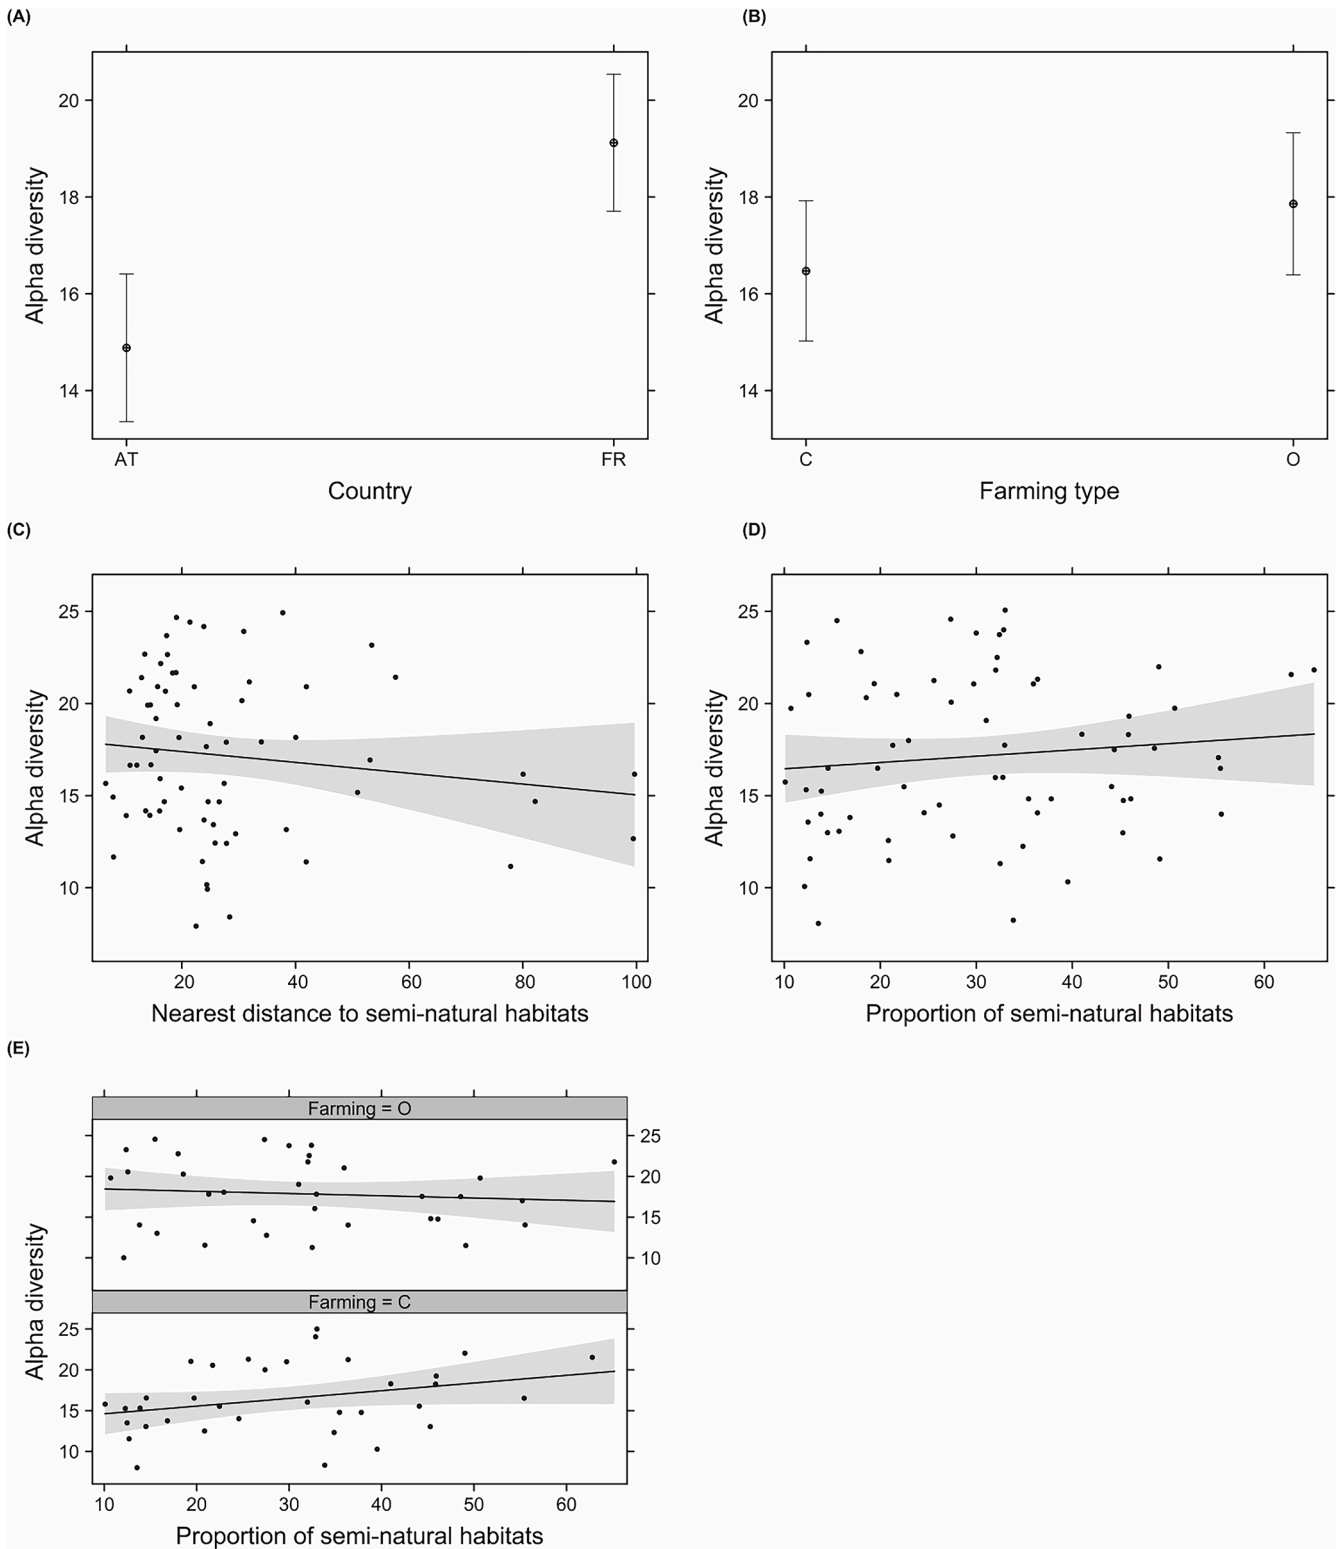 (A)
(B)
20
18
16
14
Alpha diversity
AT
FR
Country
20
18
16
14
Alpha diversity
C
O
Farming type
(C)
(D)
25
20
15
10
Alpha diversity
20
40
60
80
100
Nearest distance to semi-natural habitats
25
20
15
10
Alpha diversity
10
20
30
40
50
60
Proportion of semi-natural habitats
(E)
Farming = O
25
20
15
10
Farming = C
25
20
15
10
Alpha diversity
10
20
30
40
50
60
Proportion of semi-natural habitats